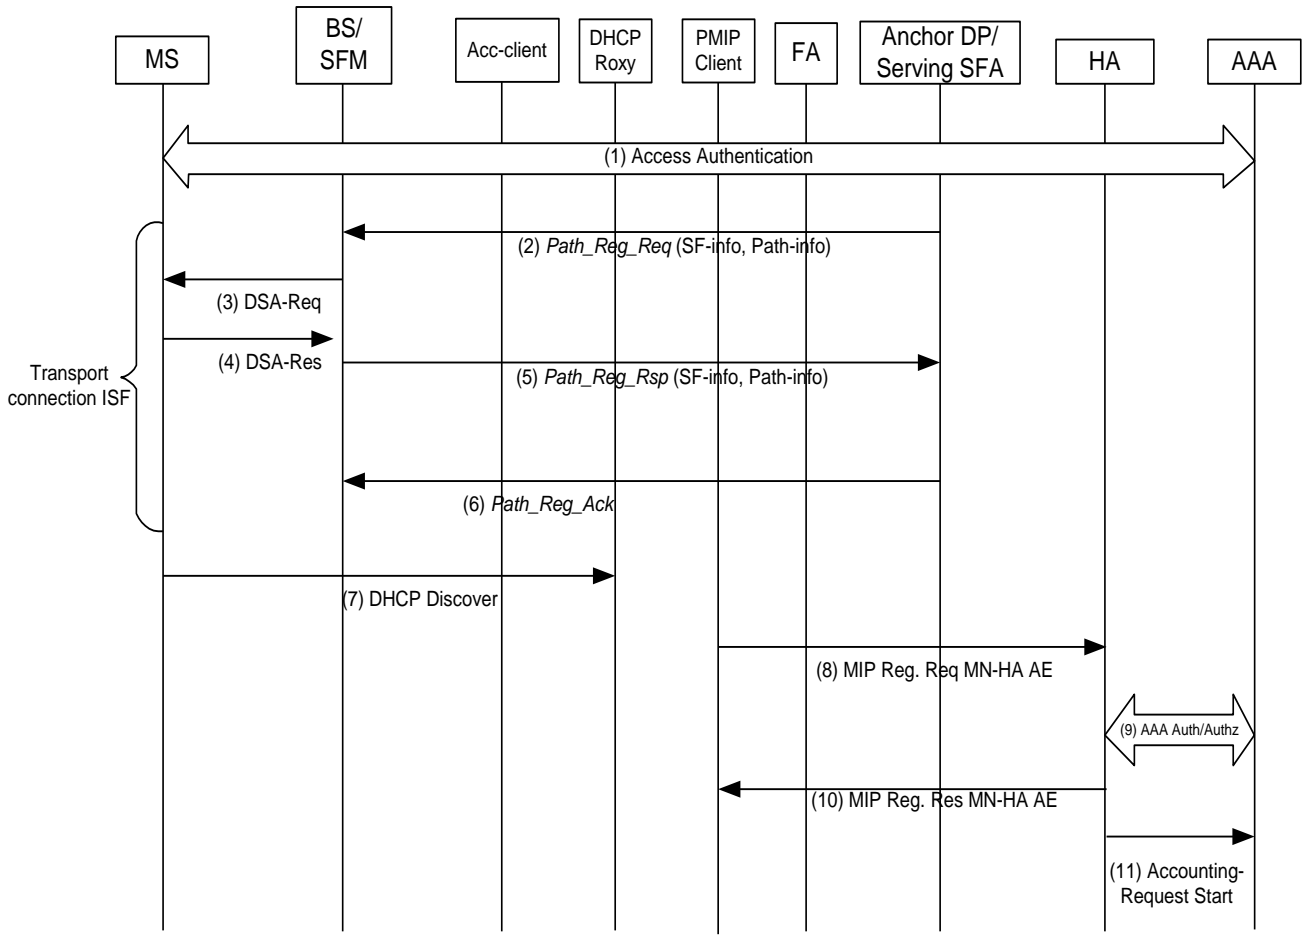 MS
BS/
SFM
Acc-client
DHCP
Roxy
PMIP
Client
FA
Anchor DP/
Serving SFA
HA
AAA
(1) Access Authentication
(2) Path_Reg_Req (SF-info, Path-info)
(3) DSA-Req
(4) DSA-Res
(5) Path_Reg_Rsp (SF-info, Path-info)
Transport
connection ISF
(6) Path_Reg_Ack
(7) DHCP Discover
(8) MIP Reg. Req MN-HA AE
(9) AAA Auth/Authz
(10) MIP Reg. Res MN-HA AE
(11) Accounting-
Request Start